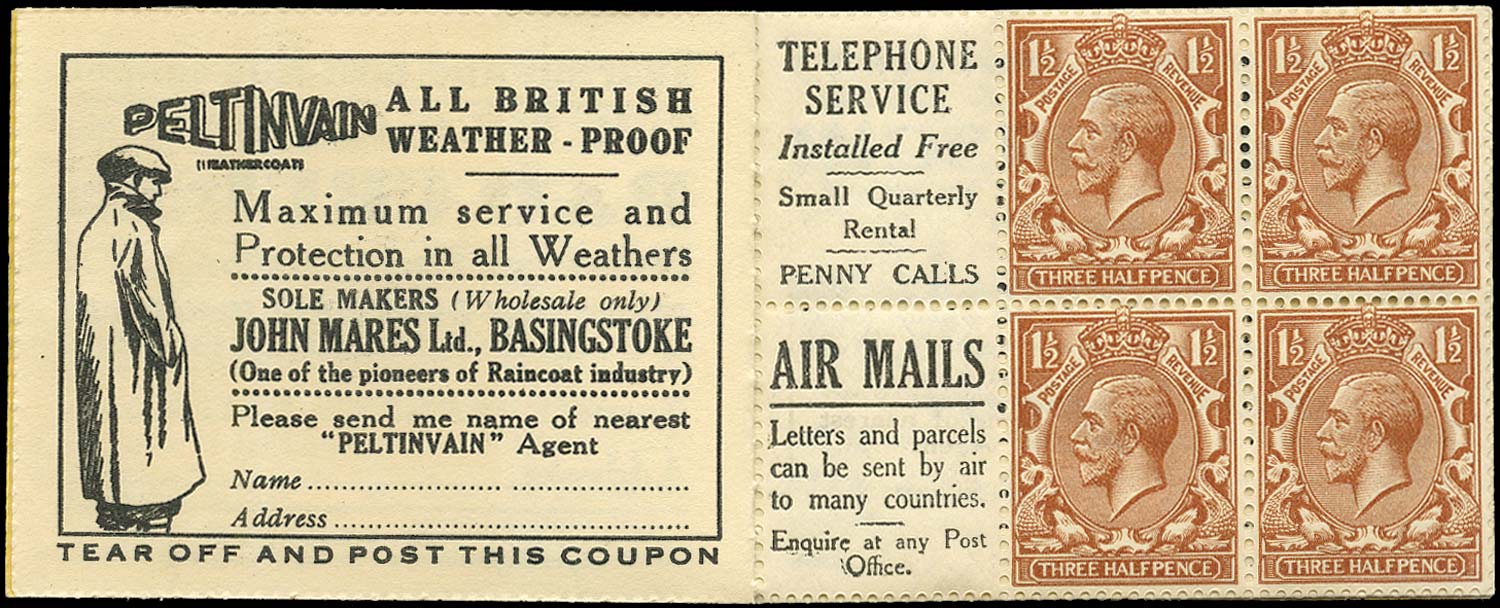 PELTINVAIN
WEATHERCOATS
ALL BRITISH
WEATHER - PROOF
Maximum service and
Protection in all Weathers
SOLE MAKERS (Wholesale only)
JOHN MARES Ltd., BASINGSTOKE
(One of the pioneers of Raincoat industry)
Please send me name of nearest
"PELTINVAIN" Agent
Name
Address
TEAR OFF AND POST THIS COUPON
TELEPHONE
SERVICE
Installed Free
Small Quarterly
Rental
PENNY CALLS
AIR MAILS
Letters and parcels
can be sent by air
to many countries.
Enquire at any Post
Office.
1½ 1½
POSTAGE REVENUE
THREE HALFPENCE
1½ 1½
POSTAGE REVENUE
THREE HALFPENCE
1½ 1½
POSTAGE REVENUE
THREE HALFPENCE
1½ 1½
POSTAGE REVENUE
THREE HALFPENCE